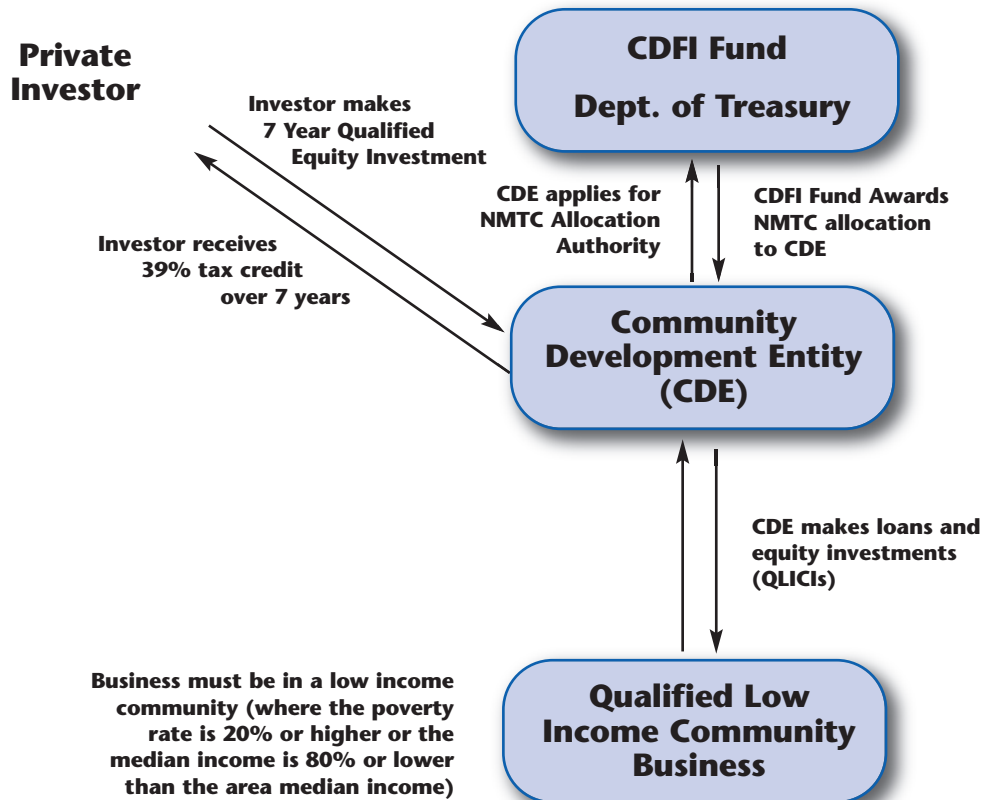 Private
Investor
CDFI Fund
Dept. of Treasury
Investor makes
7 Year Qualified
Equity Investment
Investor receives
39% tax credit
over 7 years
CDE applies for
NMTC Allocation
Authority
CDFI Fund Awards
NMTC allocation
to CDE
Community
Development Entity
(CDE)
CDE makes loans and
equity investments
(QLICIs)
Business must be in a low income
community (where the poverty
rate is 20% or higher or the
median income is 80% or lower
than the area median income)
Qualified Low
Income Community
Business